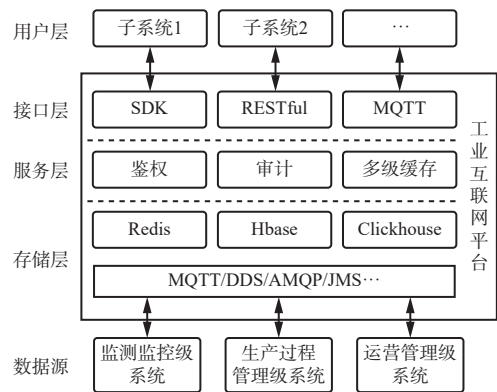 用户层
子系统1
子系统2
…
接口层
SDK
RESTful
MQTT
服务层
鉴权
审计
多级缓存
存储层
Redis
Hbase
Clickhouse
MQTT/DDS/AMQP/JMS…
工业互联网平台
数据源
监测监控级
系统
生产过程
管理级系统
运营管理级
系统